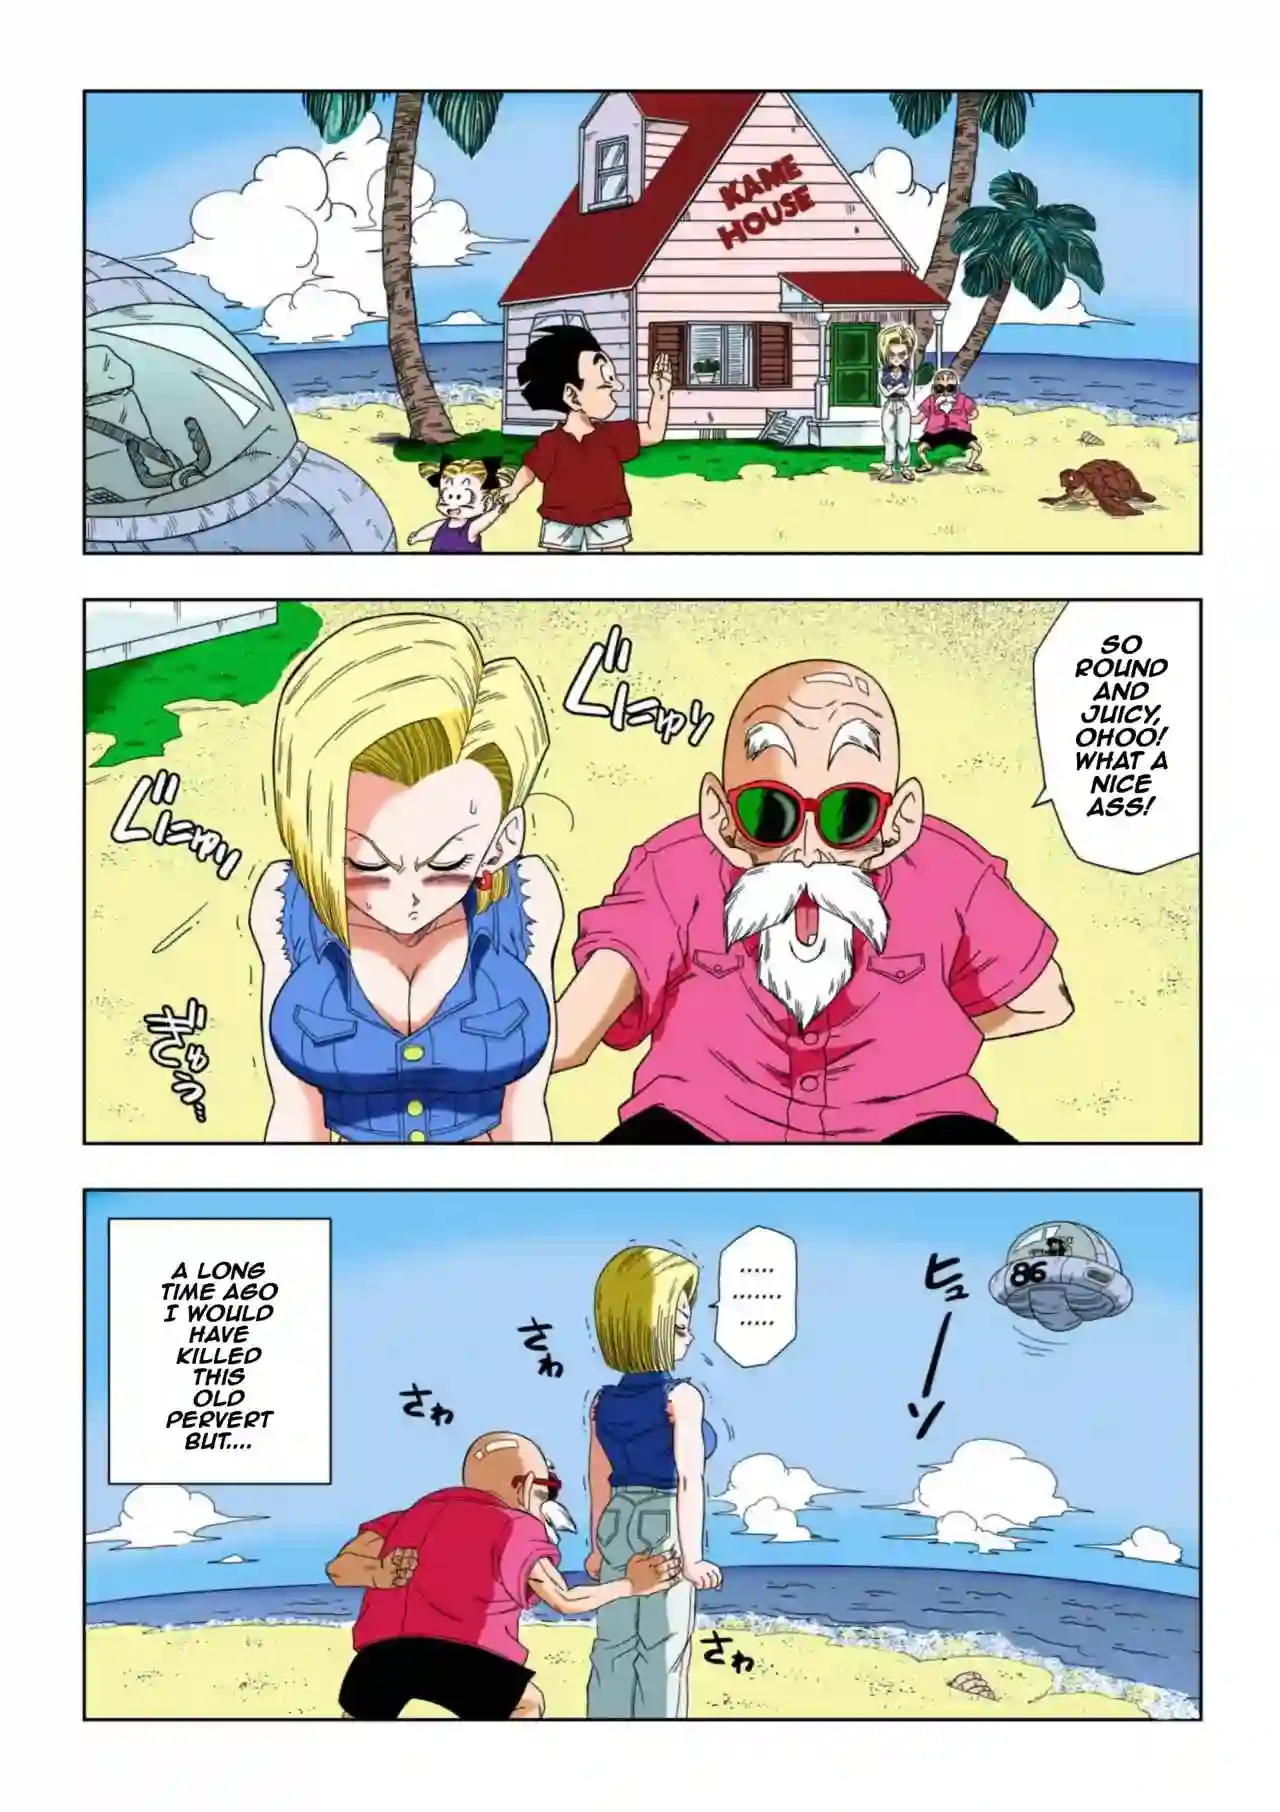 KAME
HOUSE
SO
ROUND
AND
JUICY,
OHOO!
WHAT A
NICE
ASS!
ぐにゅり
ぐにゅり
ぎゅう…
A LONG
TIME AGO
I WOULD
HAVE
KILLED
THIS
OLD
PERVERT
BUT....
.....
.......
.....
86
ヒュ
ーソ
さわ
さわ
さわ